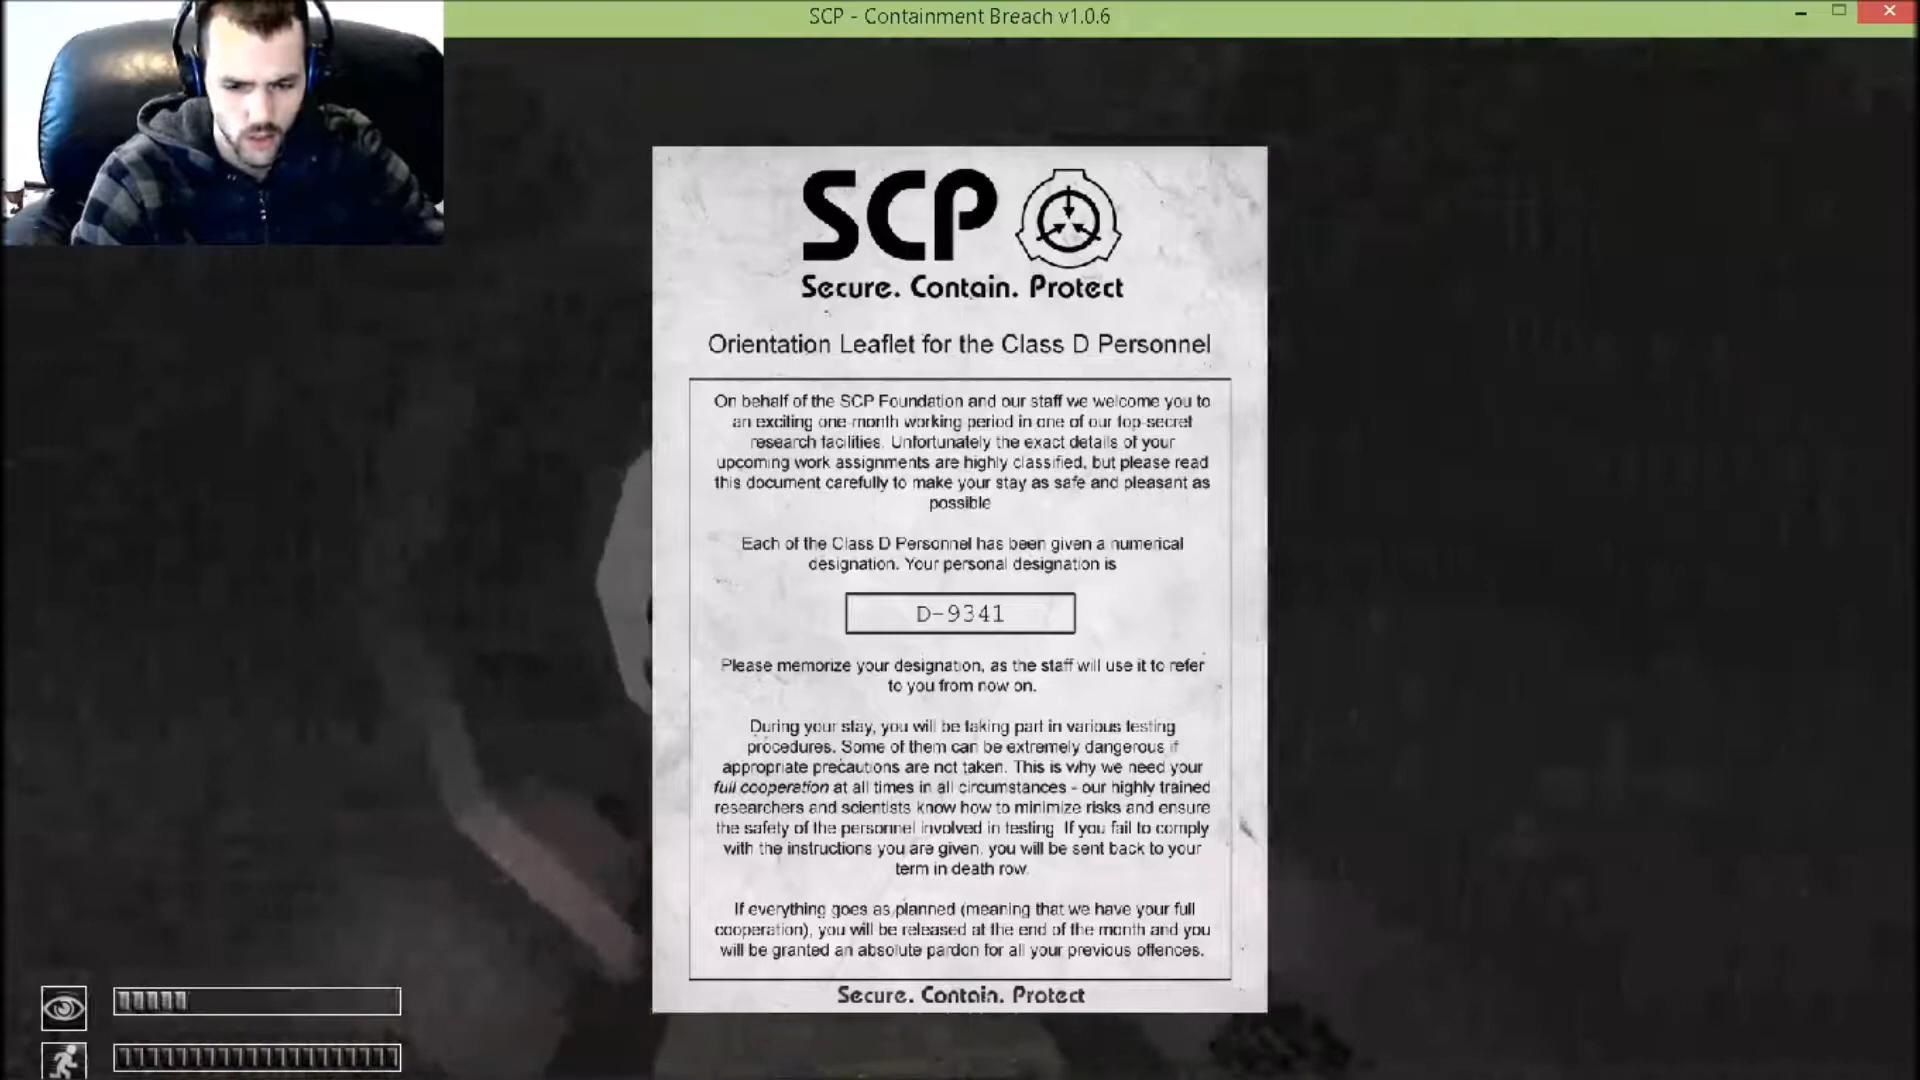 SCP - Containment Breach v1.0.6
SCP
Secure. Contain. Protect
Orientation Leaflet for the Class D Personnel
On behalf of the SCP Foundation and our staff we welcome you to
an exciting one-month working period in one of our top-secret
research facilities. Unfortunately the exact details of your
upcoming work assignments are highly classified, but please read
this document carefully to make your stay as safe and pleasant as
possible
Each of the Class D Personnel has been given a numerical
designation. Your personal designation is
D-9341
Please memorize your designation, as the staff will use it to refer
to you from now on.
During your stay, you will be taking part in various testing
procedures. Some of them can be extremely dangerous if
appropriate precautions are not taken. This is why we need your
full cooperation at all times in all circumstances - our highly trained
researchers and scientists know how to minimize risks and ensure
the safety of the personnel involved in testing. If you fail to comply
with the instructions you are given, you will be sent back to your
term in death row.
If everything goes as planned (meaning that we have your full
cooperation), you will be released at the end of the month and you
will be granted an absolute pardon for all your previous offences.
Secure. Contain. Protect